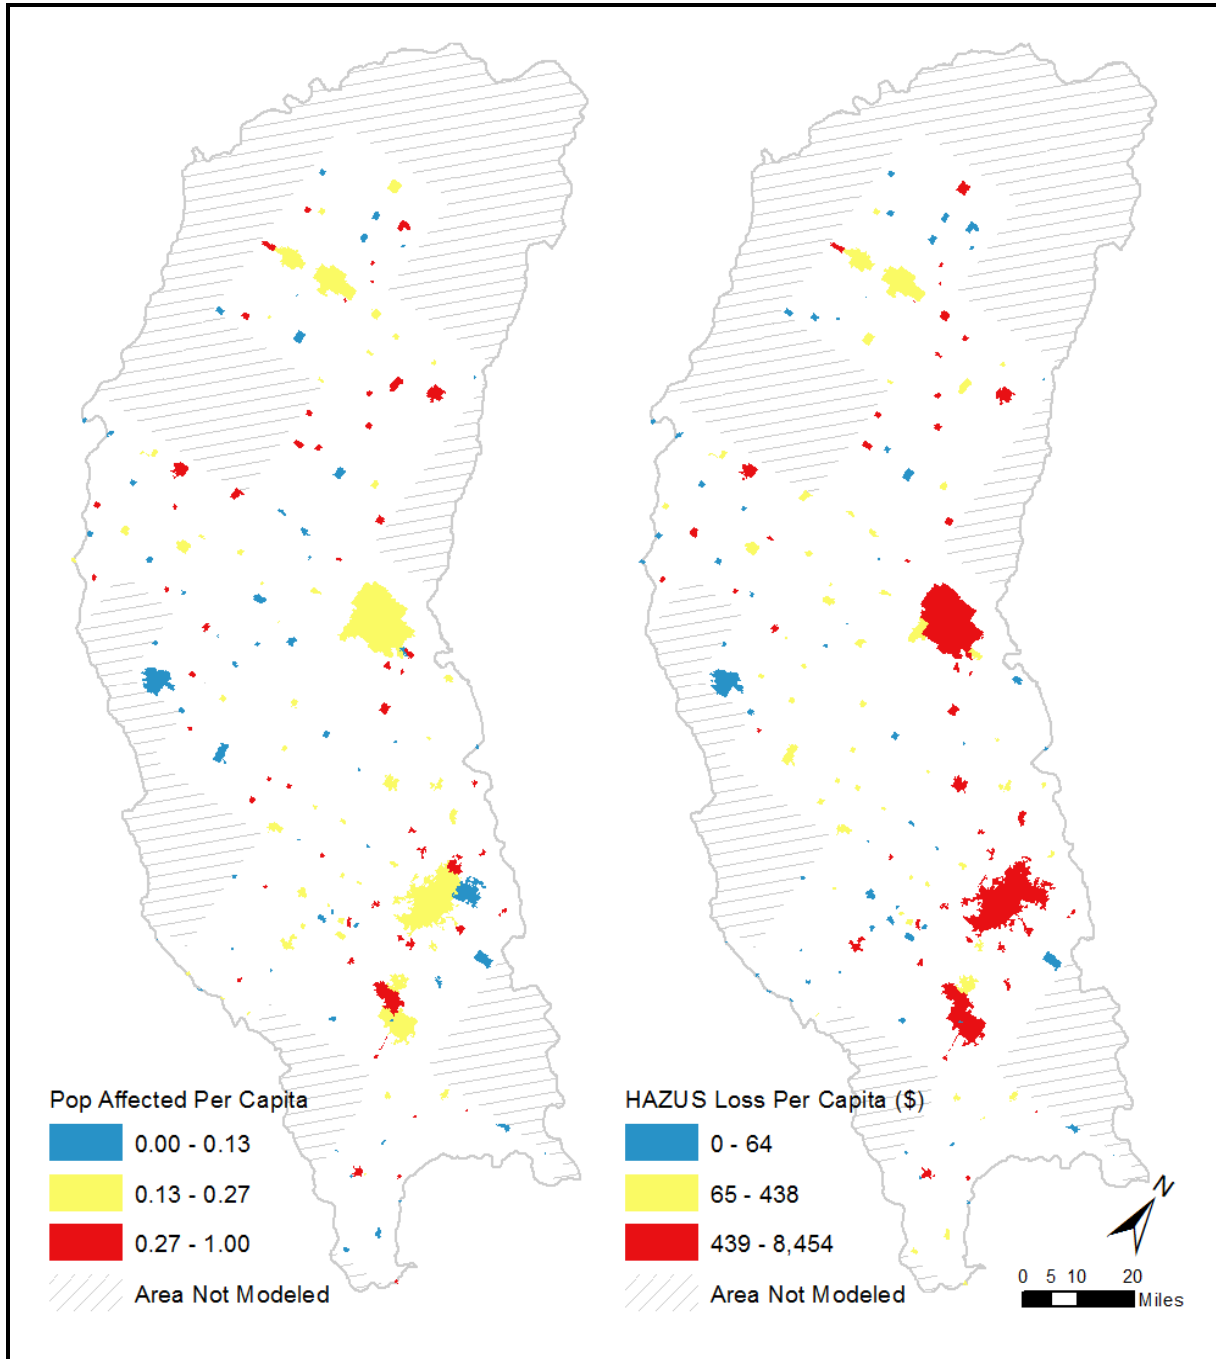 Pop Affected Per Capita
0.00 - 0.13
0.13 - 0.27
0.27 - 1.00
Area Not Modeled
HAZUS Loss Per Capita ($)
0 - 64
65 - 438
439 - 8,454
Area Not Modeled
N
0 5 10 20
Miles